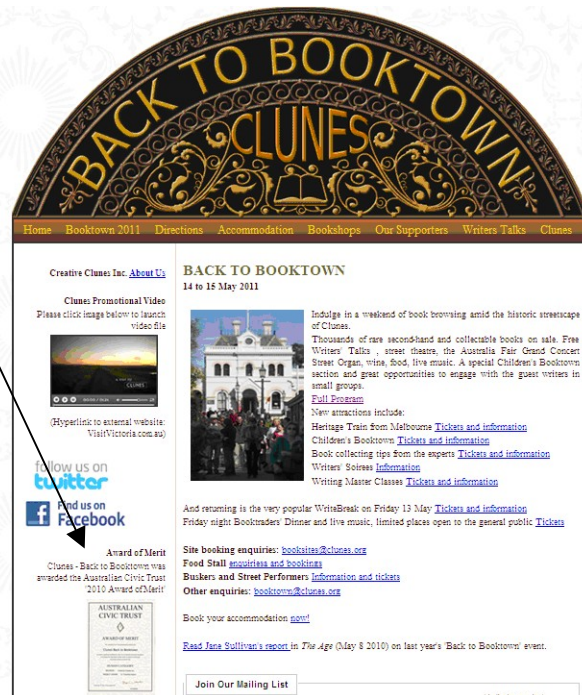 BACK TO BOOKTOWN
CLUNES
Home Booktown 2011 Directions Accommodation Bookshops Our Supporters Writers Talks Clunes
Creative Clunes Inc. About Us
Clunes Promotional Video
Please click image below to launch
video file
CLUNES
(Hyperlink to external website:
VisitVictoria.com.au)
follow us on
twitter
Find us on
Facebook
Award of Merit
Clunes - Back to Booktown was
awarded the Australian Civic Trust
'2010 Award of Merit'
AUSTRALIAN
CIVIC TRUST
AWARD OF MERIT
BACK TO BOOKTOWN
14 to 15 May 2011
Indulge in a weekend of book browsing amid the historic streetscape
of Clunes.
Thousands of rare second-hand and collectable books on sale. Free
Writers' Talks , street theatre, the Australia Fair Grand Concert
Street Organ, wine, food, live music. A special Children's Booktown
section and great opportunities to engage with the guest writers in
small groups.
Full Program
New attractions include:
Heritage Train from Melbourne Tickets and information
Children's Booktown Tickets and information
Book collecting tips from the experts Tickets and information
Writers' Soirees Information
Writing Master Classes Tickets and information
And returning is the very popular WriteBreak on Friday 13 May Tickets and information
Friday night Booktraders' Dinner and live music, limited places open to the general public Tickets
Site booking enquiries: booksites@clunes.org
Food Stall enquiriess and bookings
Buskers and Street Performers Information and tickets
Other enquiries: booktown@clunes.org
Book your accommodation now!
Read Jane Sullivan's report in The Age (May 8 2010) on last year's 'Back to Booktown' event.
Join Our Mailing List